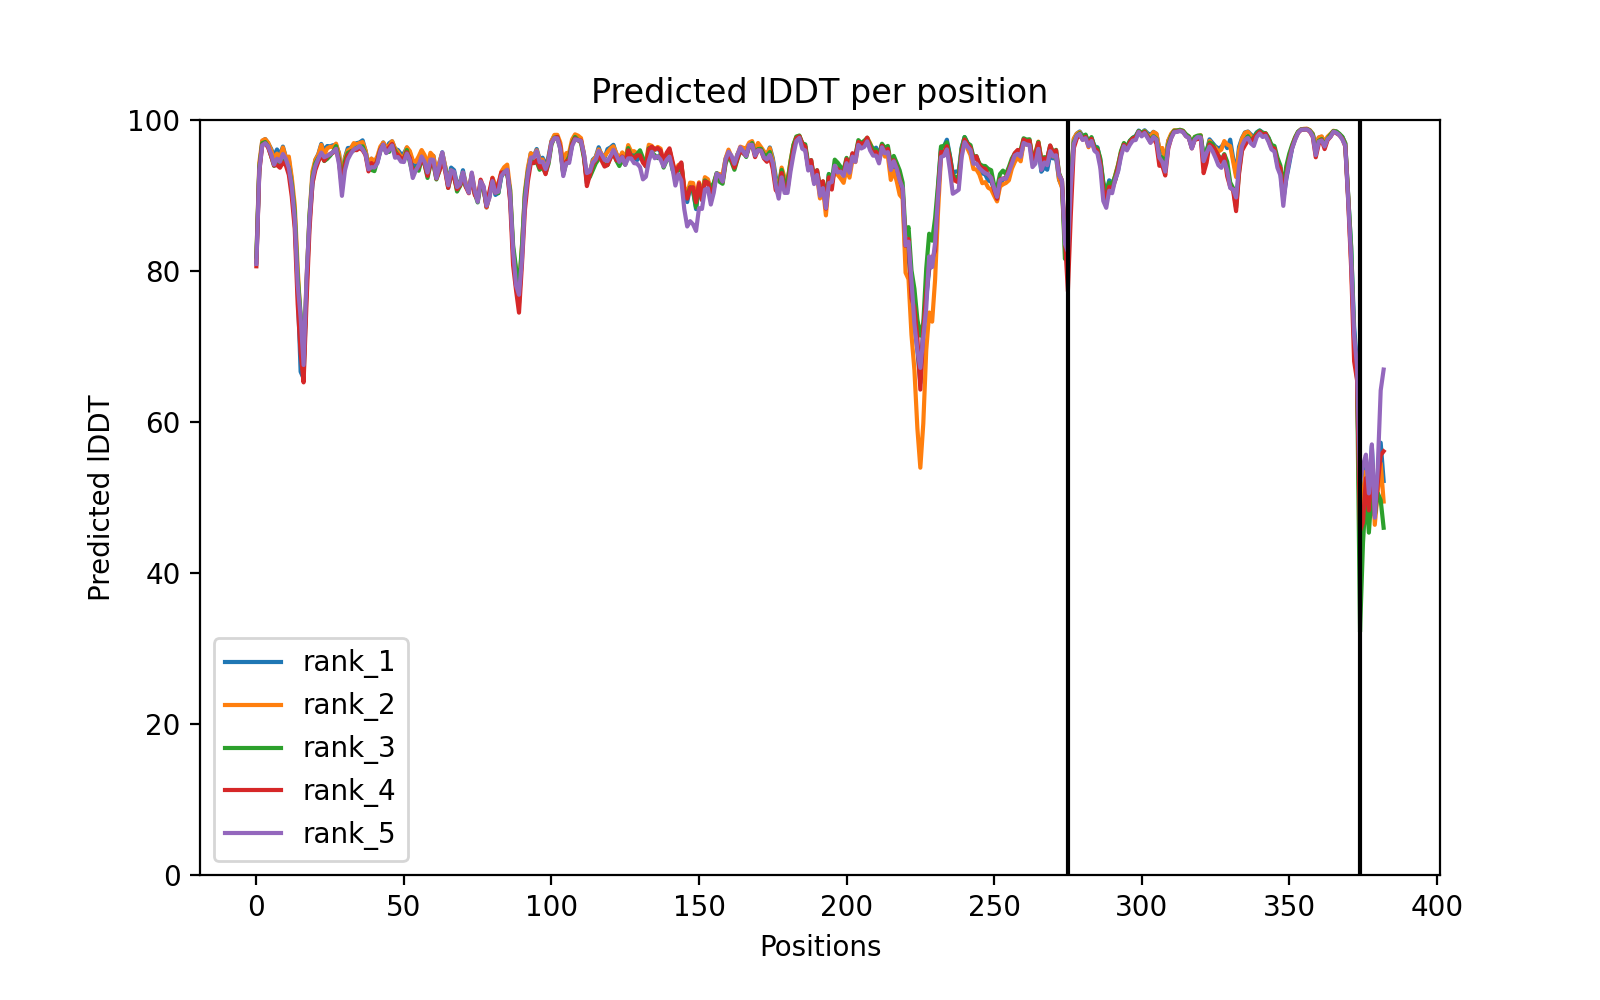 Predicted lDDT per position
100
80
60
40
20
0
Predicted lDDT
rank_1
rank_2
rank_3
rank_4
rank_5
0 50 100 150 200 250 300 350 400
Positions